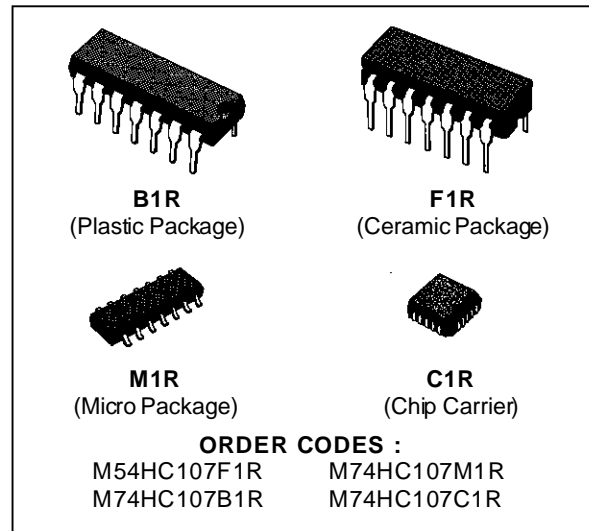 B1R
(Plastic Package)
F1R
(Ceramic Package)
M1R
(Micro Package)
C1R
(Chip Carrier)
ORDER CODES :
M54HC107F1R M74HC107M1R
M74HC107B1R M74HC107C1R